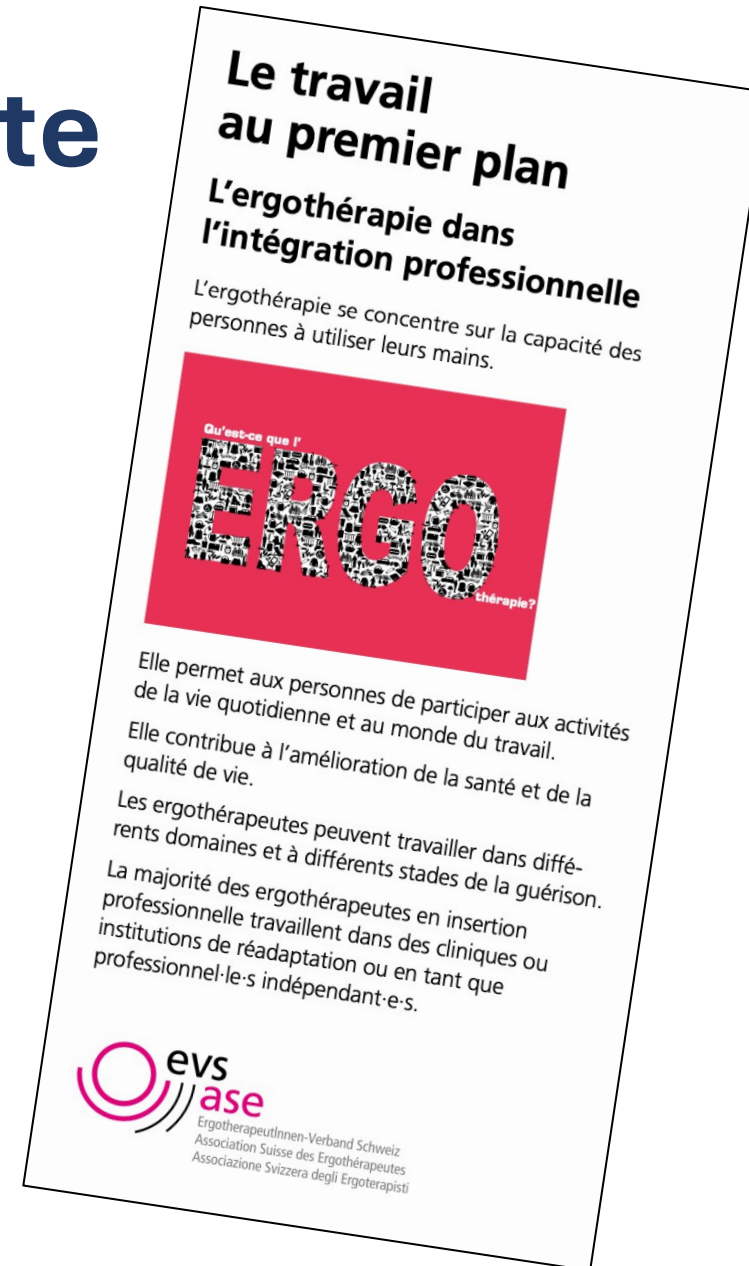 te
Le travail
au premier plan
L'ergothérapie dans
l'intégration professionnelle
L'ergothérapie se concentre sur la capacité des
personnes à utiliser leurs mains.
Qu'est-ce que l'
ERGO
thérapie?
Elle permet aux personnes de participer aux activités
de la vie quotidienne et au monde du travail.
Elle contribue à l'amélioration de la santé et de la
qualité de vie.
Les ergothérapeutes peuvent travailler dans diffé-
rents domaines et à différents stades de la guérison.
La majorité des ergothérapeutes en insertion
professionnelle travaillent dans des cliniques ou
institutions de réadaptation ou en tant que
professionnel·le·s indépendant·e·s.
evs
ase
ErgotherapeutInnen-Verband Schweiz
Association Suisse des Ergothérapeutes
Associazione Svizzera degli Ergoterapisti